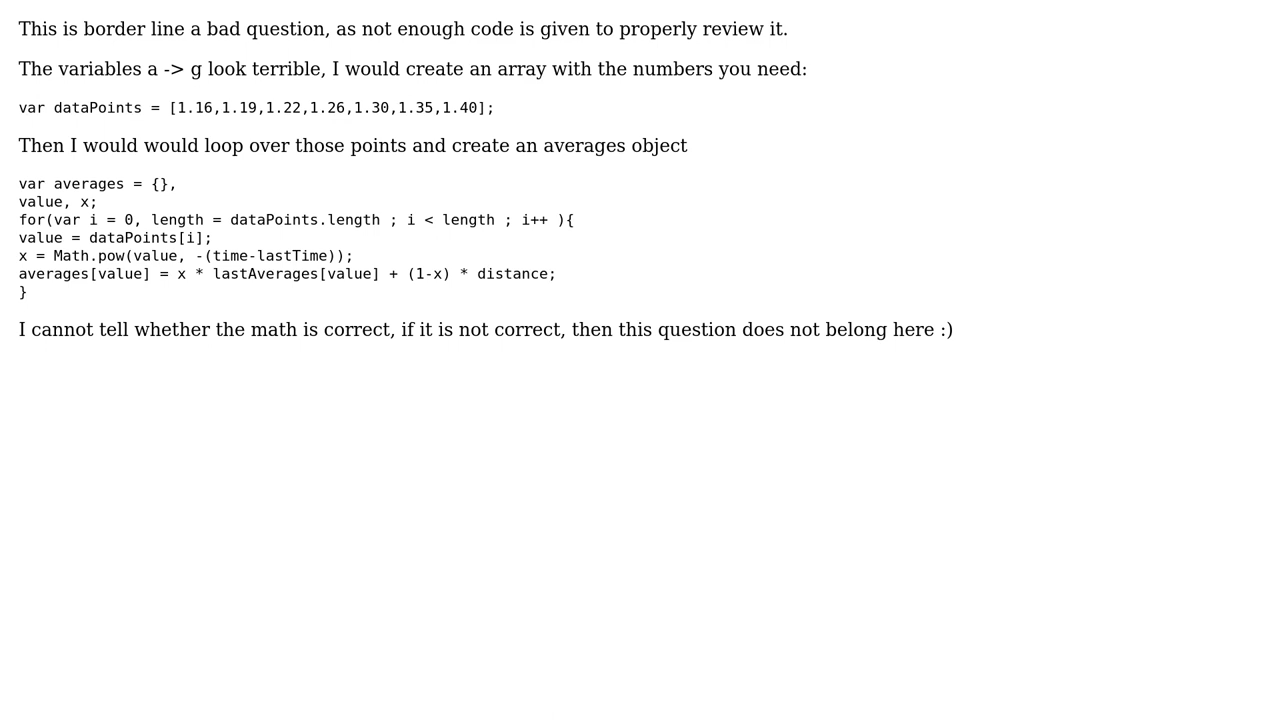 This is border line a bad question, as not enough code is given to properly review it.
The variables a -> g look terrible, I would create an array with the numbers you need:
var dataPoints = [1.16,1.19,1.22,1.26,1.30,1.35,1.40];
Then I would would loop over those points and create an averages object
var averages = {},
value, x;
for(var i = 0, length = dataPoints.length ; i < length ; i++ ){
value = dataPoints[i];
x = Math.pow(value, -(time-lastTime));
averages[value] = x * lastAverages[value] + (1-x) * distance;
}
I cannot tell whether the math is correct, if it is not correct, then this question does not belong here :)